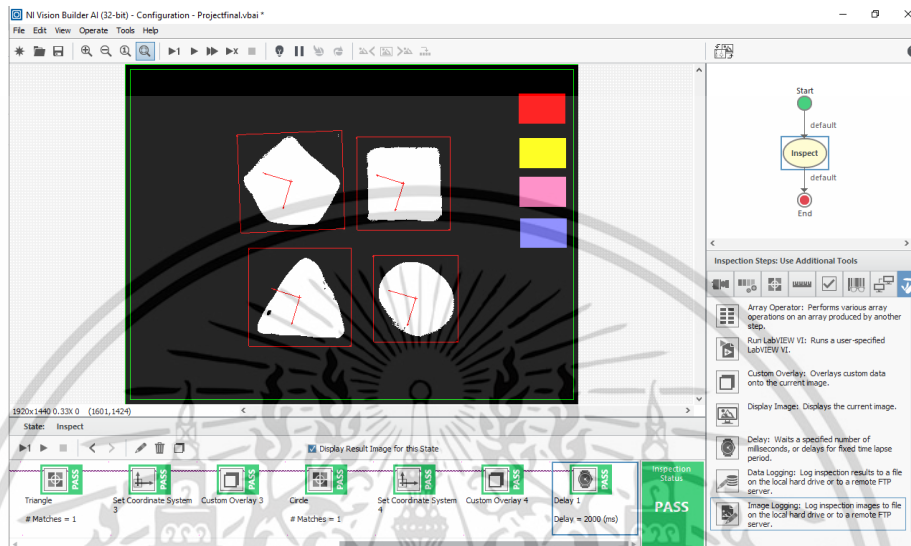 NI Vision Builder AI (32-bit) - Configuration - Projectfinal.vbai *
File Edit View Operate Tools Help
Start
default
Inspect
default
End
Inspection Steps: Use Additional Tools
Array Operator: Performs various array
operations on an array produced by another
step.
Run LabVIEW VI: Runs a user-specified
LabVIEW VI.
Custom Overlay: Overlays custom data
onto the current image.
Display Image: Displays the current image.
Delay: Waits a specified number of
milliseconds, or delays for fixed time lapse
period.
Data Logging: Log inspection results to a file
on the local hard drive or to a remote FTP
server.
Image Logging: Log inspection images to file
on the local hard drive or to a remote FTP
server.
1920x1440 0.33X 0 (1601,1424)
State: Inspect
Display Result Image for this State
PASS PASS PASS PASS PASS PASS PASS
Triangle Set Coordinate System 3 Custom Overlay 3 Circle Set Coordinate System 4 Custom Overlay 4 Delay 1
# Matches = 1 # Matches = 1 Delay = 2000 (ms)
Inspection
Status
PASS